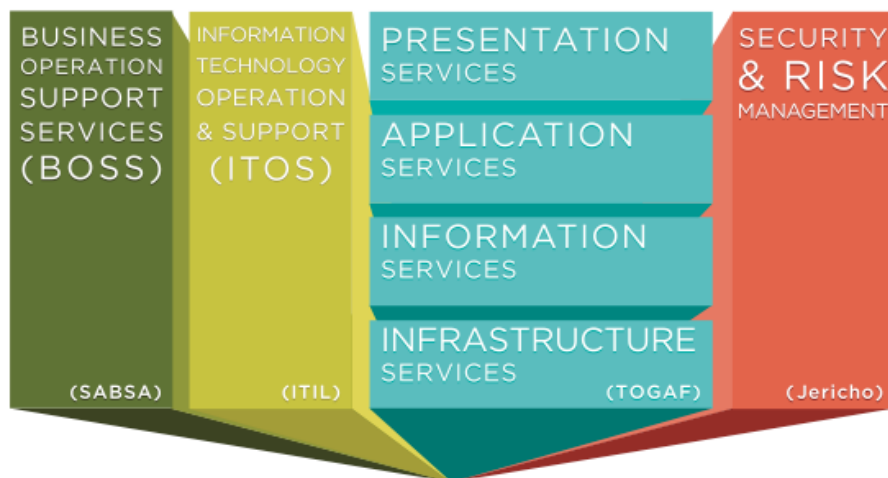 BUSINESS
OPERATION
SUPPORT
SERVICES
(BOSS)
(SABSA)
INFORMATION
TECHNOLOGY
OPERATION
& SUPPORT
(ITOS)
(ITIL)
PRESENTATION
SERVICES
APPLICATION
SERVICES
INFORMATION
SERVICES
INFRASTRUCTURE
SERVICES
(TOGAF)
SECURITY
& RISK
MANAGEMENT
(Jericho)